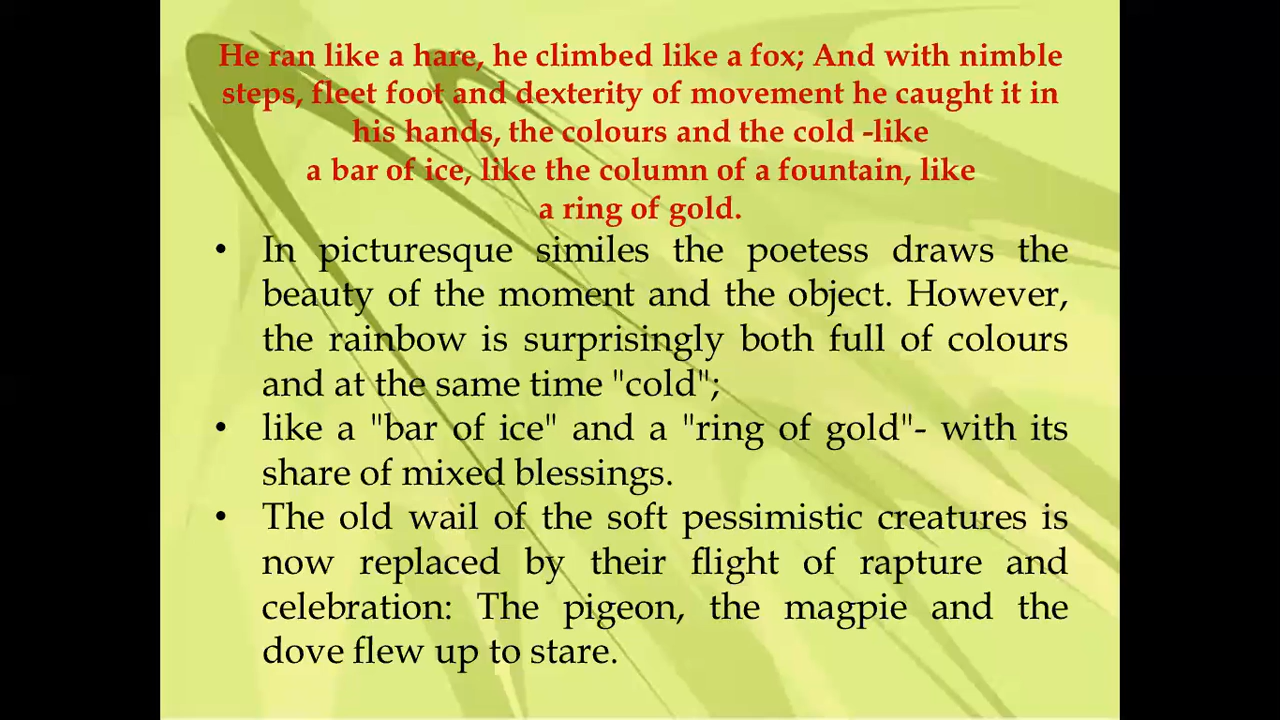 He ran like a hare, he climbed like a fox; And with nimble
steps, fleet foot and dexterity of movement he caught it in
his hands, the colours and the cold -like
a bar of ice, like the column of a fountain, like
a ring of gold.
• In picturesque similes the poetess draws the
beauty of the moment and the object. However,
the rainbow is surprisingly both full of colours
and at the same time "cold";
• like a "bar of ice" and a "ring of gold"- with its
share of mixed blessings.
• The old wail of the soft pessimistic creatures is
now replaced by their flight of rapture and
celebration: The pigeon, the magpie and the
dove flew up to stare.